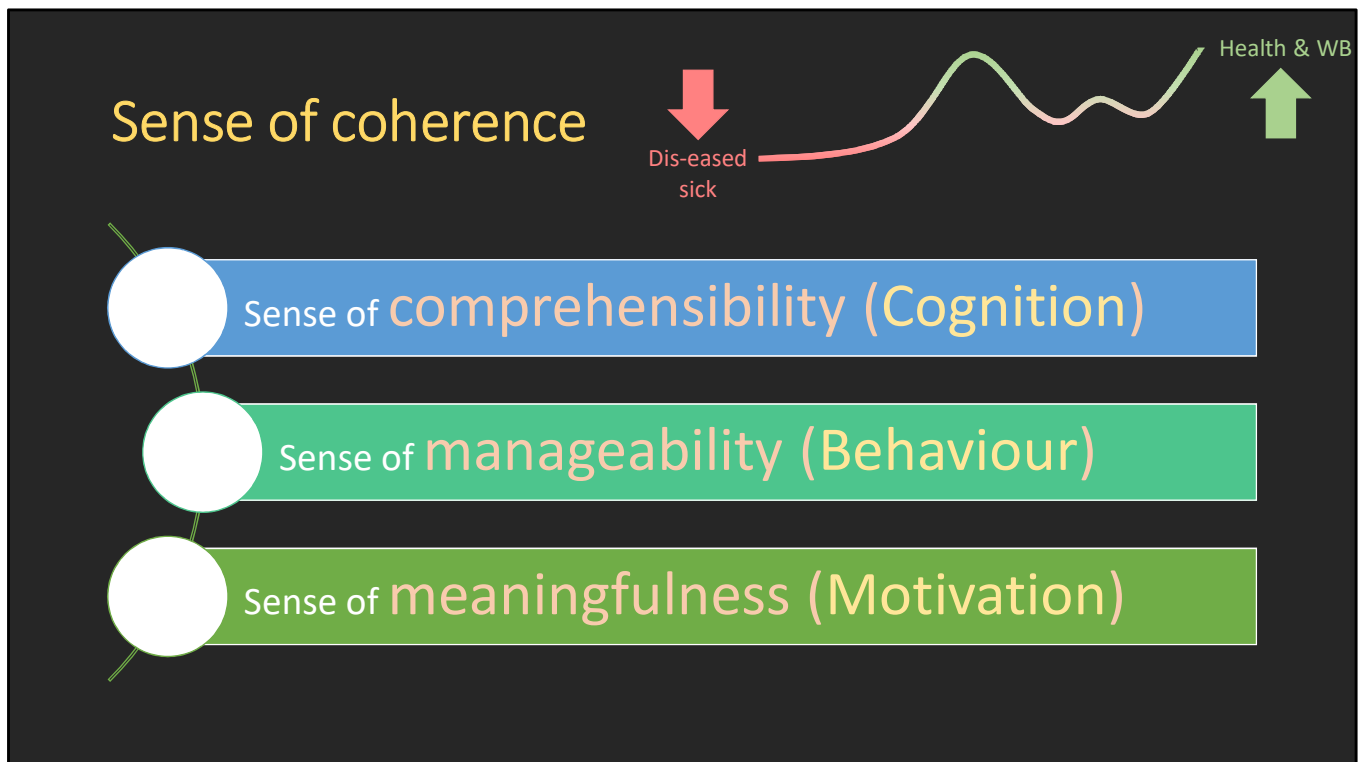 Health & WB
Sense of coherence
Dis-eased
sick
Sense of comprehensibility (Cognition)
Sense of manageability (Behaviour)
Sense of meaningfulness (Motivation)